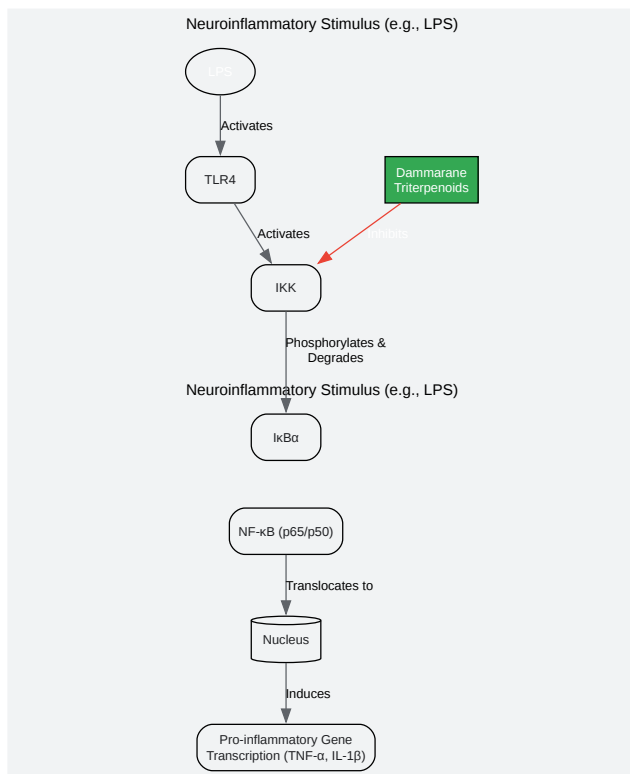 Neuroinflammatory Stimulus (e.g., LPS)
LPS
Activates
TLR4
Dammarane
Triterpenoids
Activates
Inhibits
IKK
Phosphorylates &
Degrades
Neuroinflammatory Stimulus (e.g., LPS)
IκBα
NF-κB (p65/p50)
Translocates to
Nucleus
Induces
Pro-inflammatory Gene
Transcription (TNF-α, IL-1β)